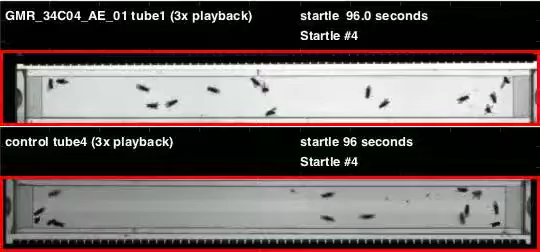 GMR_34C04_AE_01 tube1 (3x playback) startle 96.0 seconds
Startle #4
control tube4 (3x playback) startle 96 seconds
Startle #4